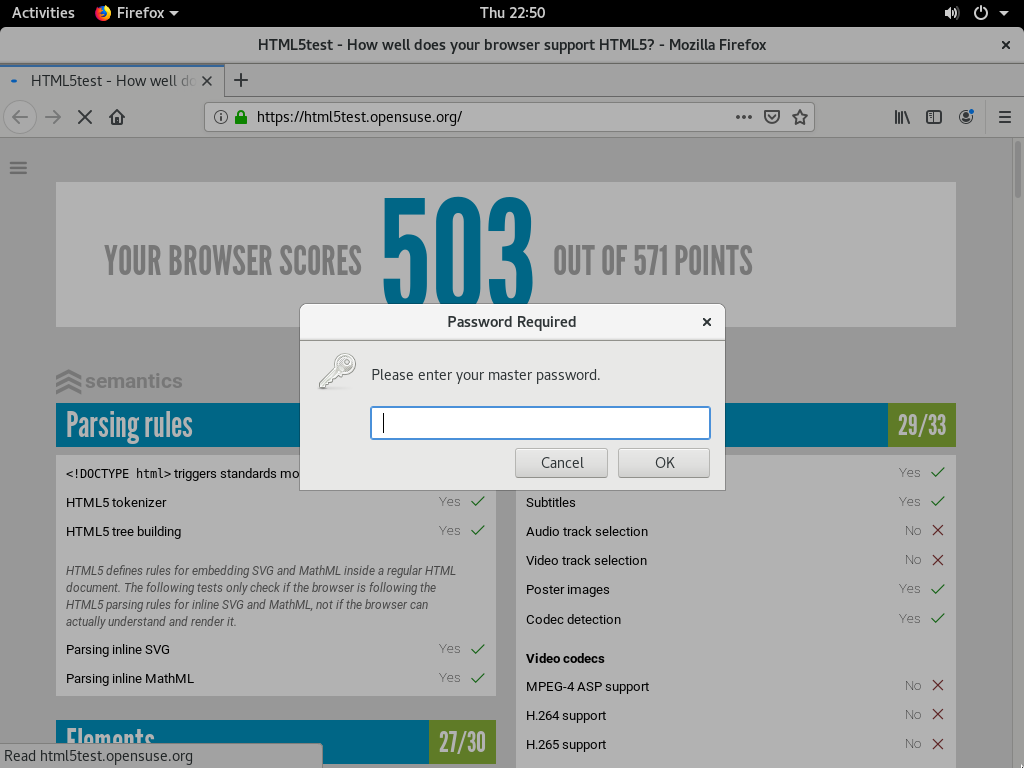 Activities Firefox Thu 22:50
HTML5test - How well does your browser support HTML5? - Mozilla Firefox
HTML5test - How well do
https://html5test.opensuse.org/
YOUR BROWSER SCORES 503 OUT OF 571 POINTS
Password Required
Please enter your master password.
Cancel OK
semantics
Parsing rules
<!DOCTYPE html> triggers standards mo
HTML5 tokenizer Yes
HTML5 tree building Yes
HTML5 defines rules for embedding SVG and MathML inside a regular HTML
document. The following tests only check if the browser is following the
HTML5 parsing rules for inline SVG and MathML, not if the browser can
actually understand and render it.
Parsing inline SVG Yes
Parsing inline MathML Yes
Elements 27/30
29/33
Yes
Subtitles Yes
Audio track selection No
Video track selection No
Poster images Yes
Codec detection Yes
Video codecs
MPEG-4 ASP support No
H.264 support No
H.265 support No
Read html5test.opensuse.org